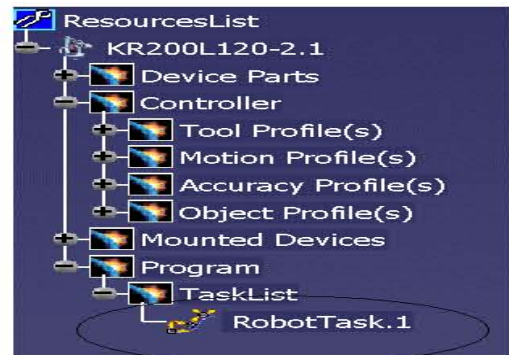 ResourcesList
KR200L120-2.1
Device Parts
Controller
Tool Profile(s)
Motion Profile(s)
Accuracy Profile(s)
Object Profile(s)
Mounted Devices
Program
TaskList
RobotTask.1